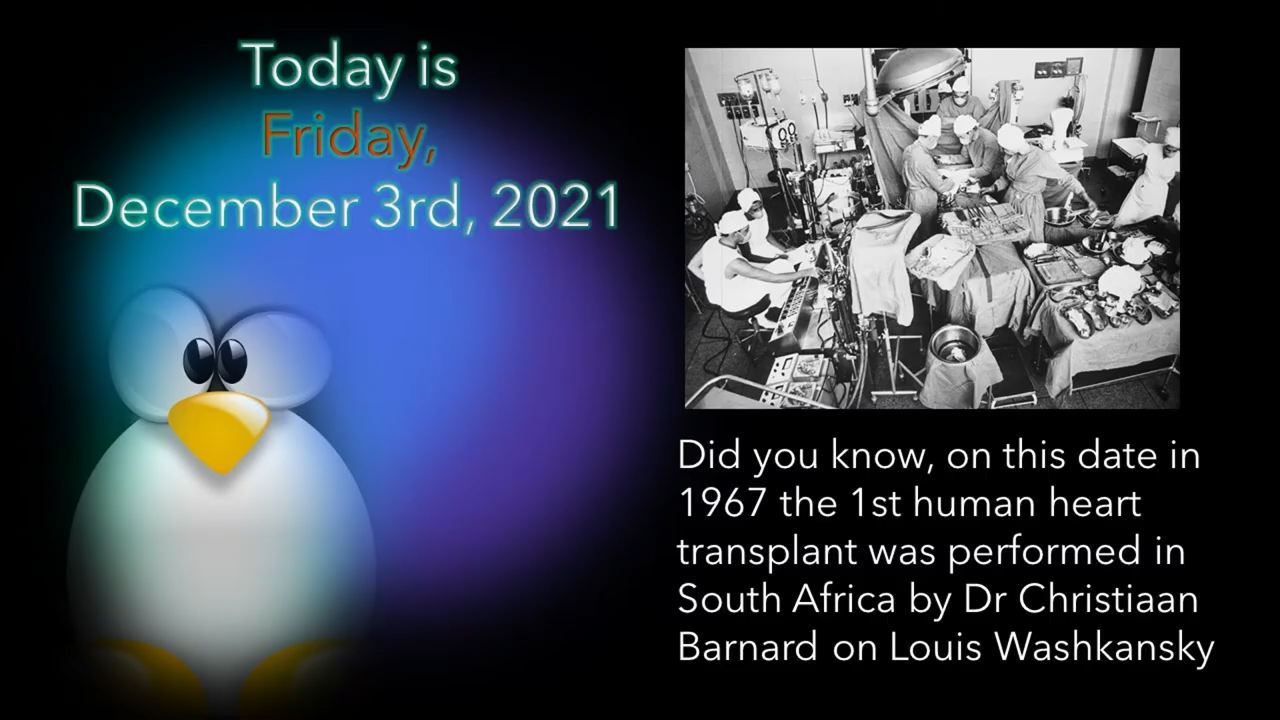 Today is
Friday,
December 3rd, 2021
Did you know, on this date in
1967 the 1st human heart
transplant was performed in
South Africa by Dr Christiaan
Barnard on Louis Washkansky